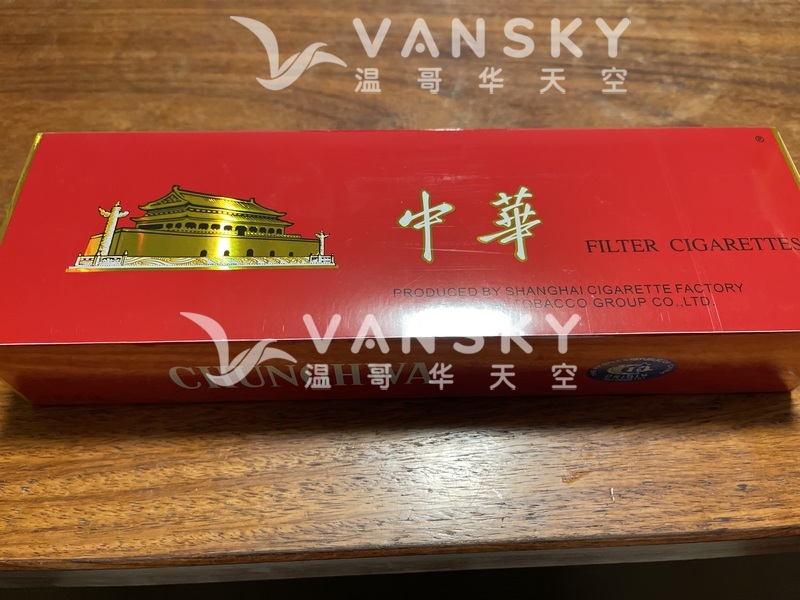 VANSKY
温哥华天空
®
中華
FILTER CIGARETTES
PRODUCED BY SHANGHAI CIGARETTE FACTORY
TOBACCO GROUP CO.,LTD.
VANSKY
CHUNGHWA
温哥华天空